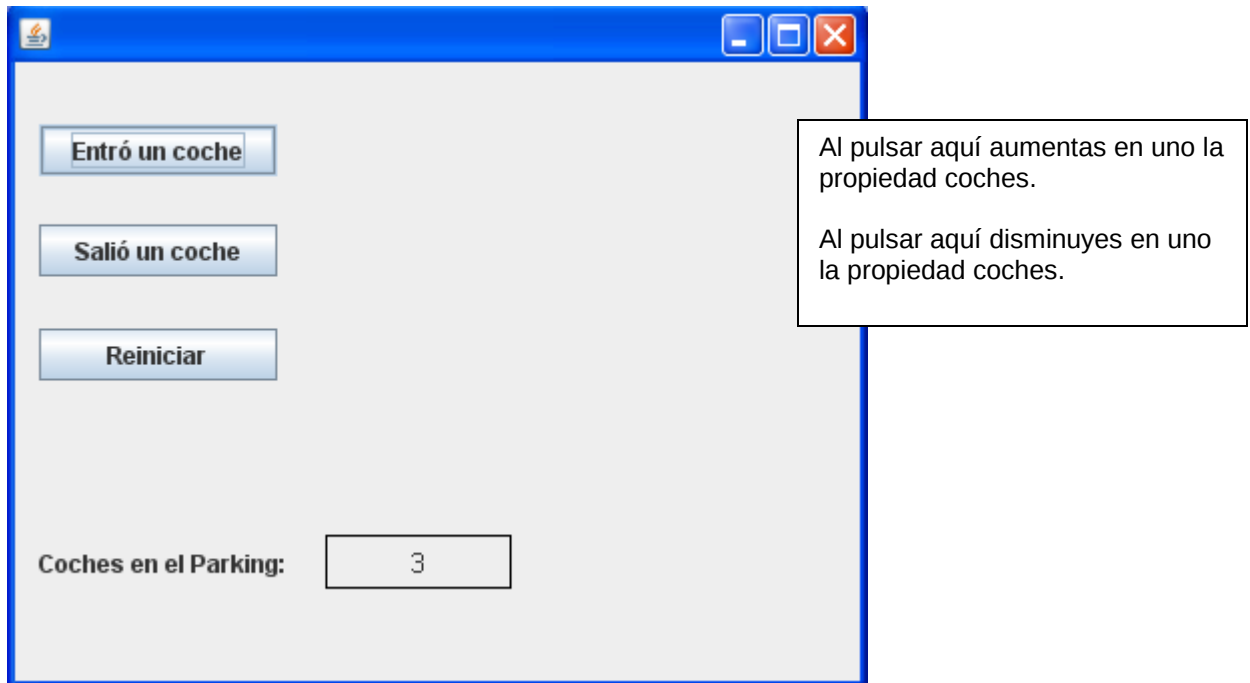 Entró un coche
Salió un coche
Reiniciar
Coches en el Parking:
3
Al pulsar aquí aumentas en uno la
propiedad coches.
Al pulsar aquí disminuyes en uno
la propiedad coches.